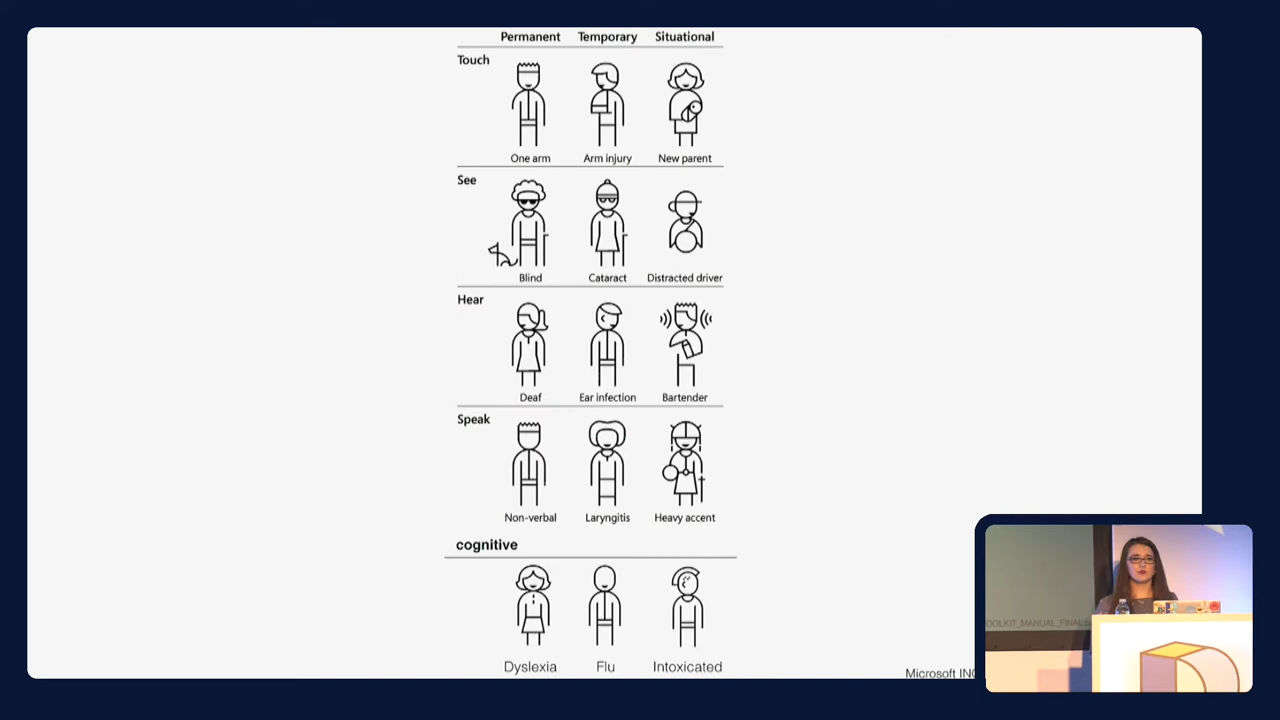 Permanent Temporary Situational
Touch
One arm Arm injury New parent
See
Blind Cataract Distracted driver
Hear
Deaf Ear infection Bartender
Speak
Non-verbal Laryngitis Heavy accent
cognitive
Dyslexia Flu Intoxicated
Microsoft
OOLKIT_MANUAL_FINAL